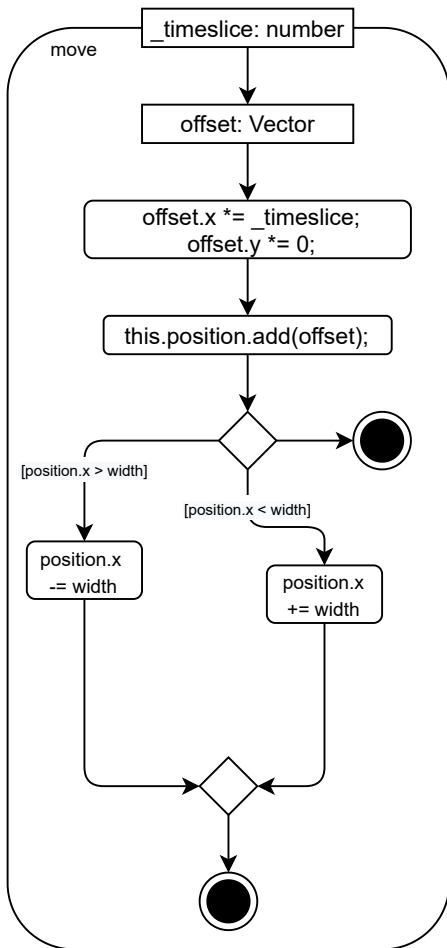 _timeslice: number
move
offset: Vector
offset.x *= _timeslice;
offset.y *= 0;
this.position.add(offset);
[position.x > width]
[position.x < width]
position.x
-= width
position.x
+= width